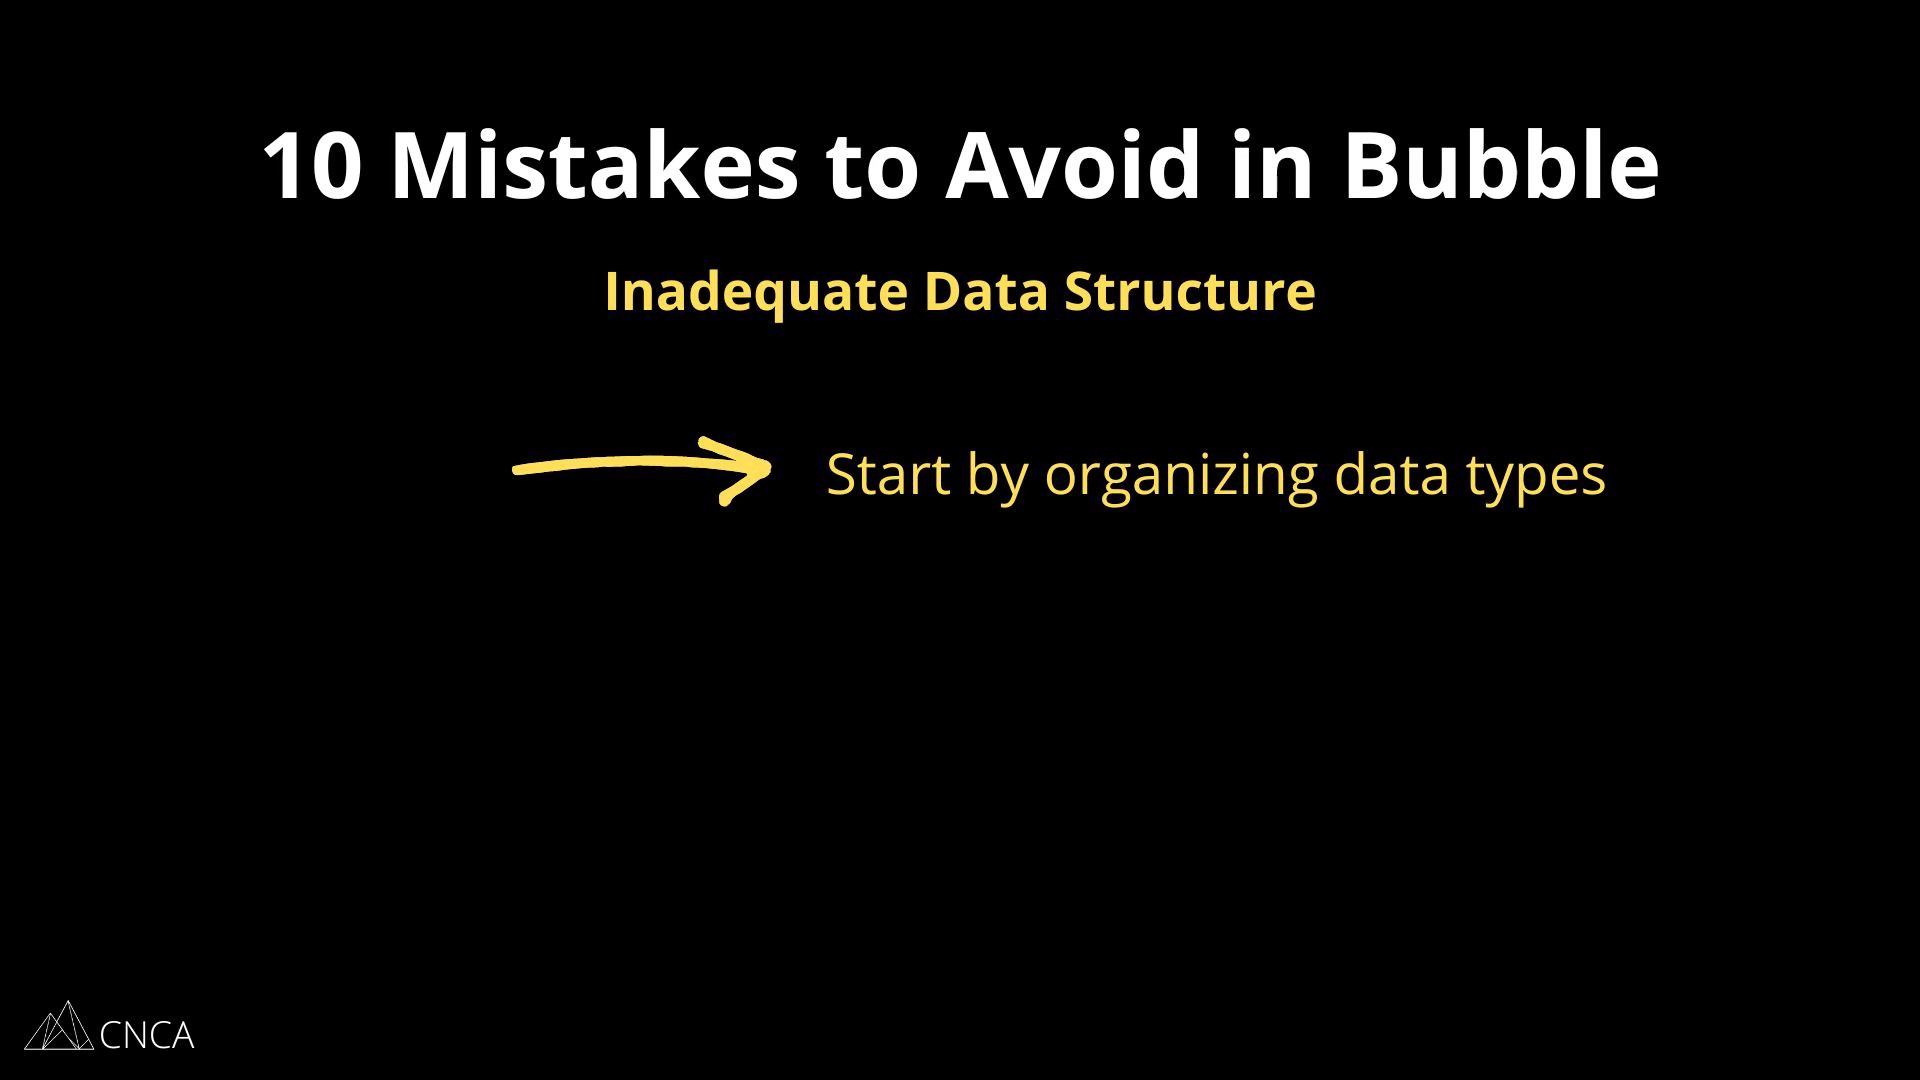 10 Mistakes to Avoid in Bubble
Inadequate Data Structure
Start by organizing data types
CNCA